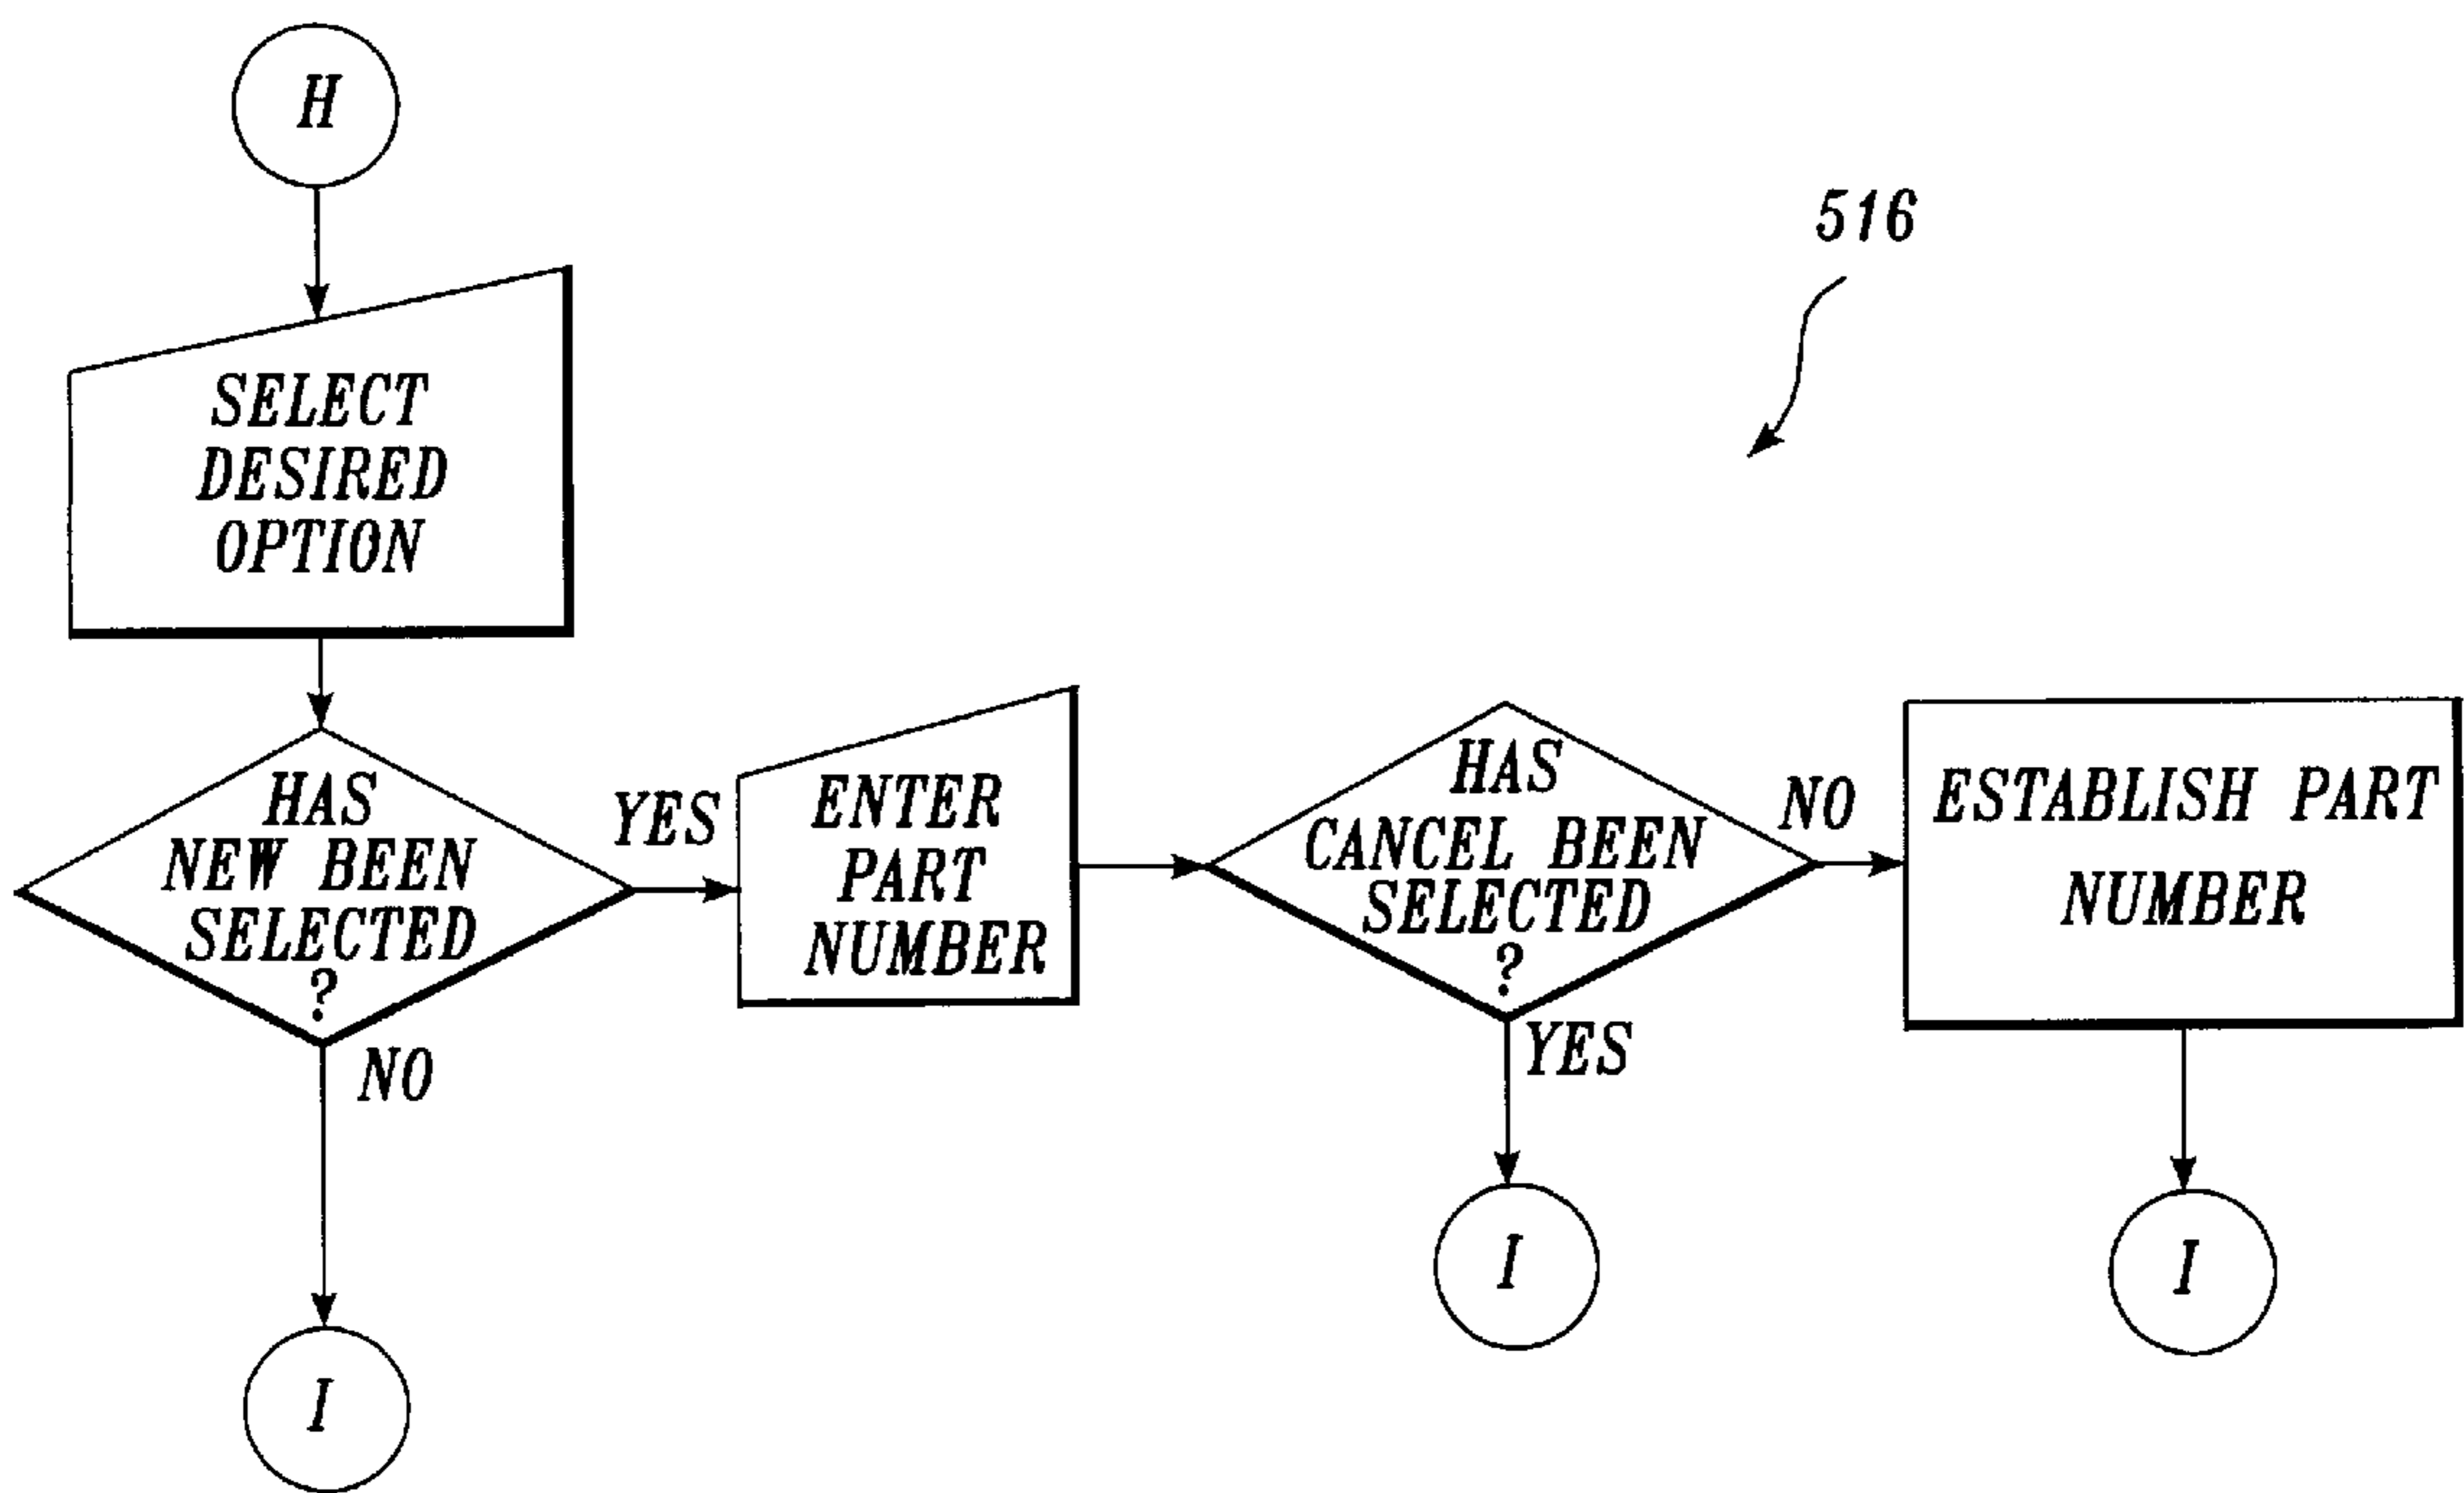 H
516
SELECT
DESIRED
OPTION
HAS
NEW BEEN
SELECTED
?
YES
NO
ENTER
PART
NUMBER
HAS
CANCEL BEEN
SELECTED
?
NO
YES
ESTABLISH PART
NUMBER
I
I
I